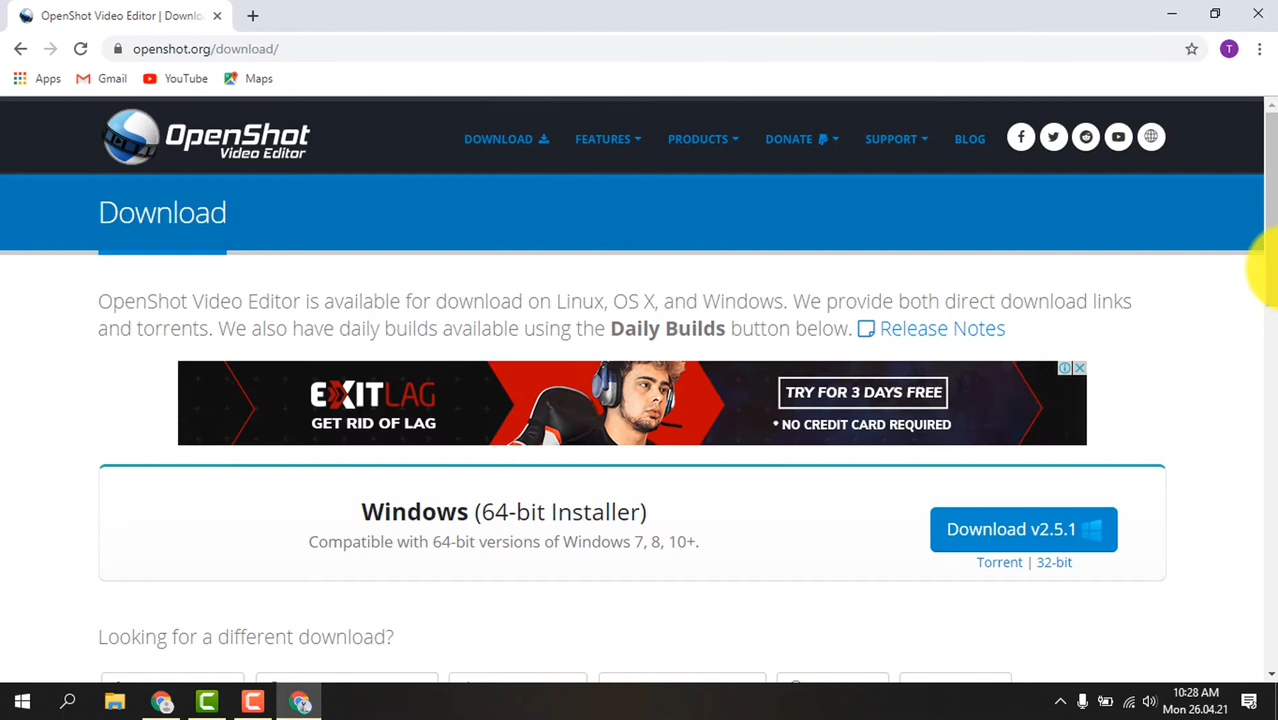 OpenShot Video Editor | Downlo
openshot.org/download/
T
Apps
Gmail
YouTube
Maps
OpenShot
Video Editor
DOWNLOAD
FEATURES
PRODUCTS
DONATE
SUPPORT
BLOG
Download
OpenShot Video Editor is available for download on Linux, OS X, and Windows. We provide both direct download links
and torrents. We also have daily builds available using the Daily Builds button below. Release Notes
EXITLAG
GET RID OF LAG
TRY FOR 3 DAYS FREE
* NO CREDIT CARD REQUIRED
Windows (64-bit Installer)
Compatible with 64-bit versions of Windows 7, 8, 10+.
Download v2.5.1
Torrent | 32-bit
Looking for a different download?
10:28 AM
Mon 26.04.21